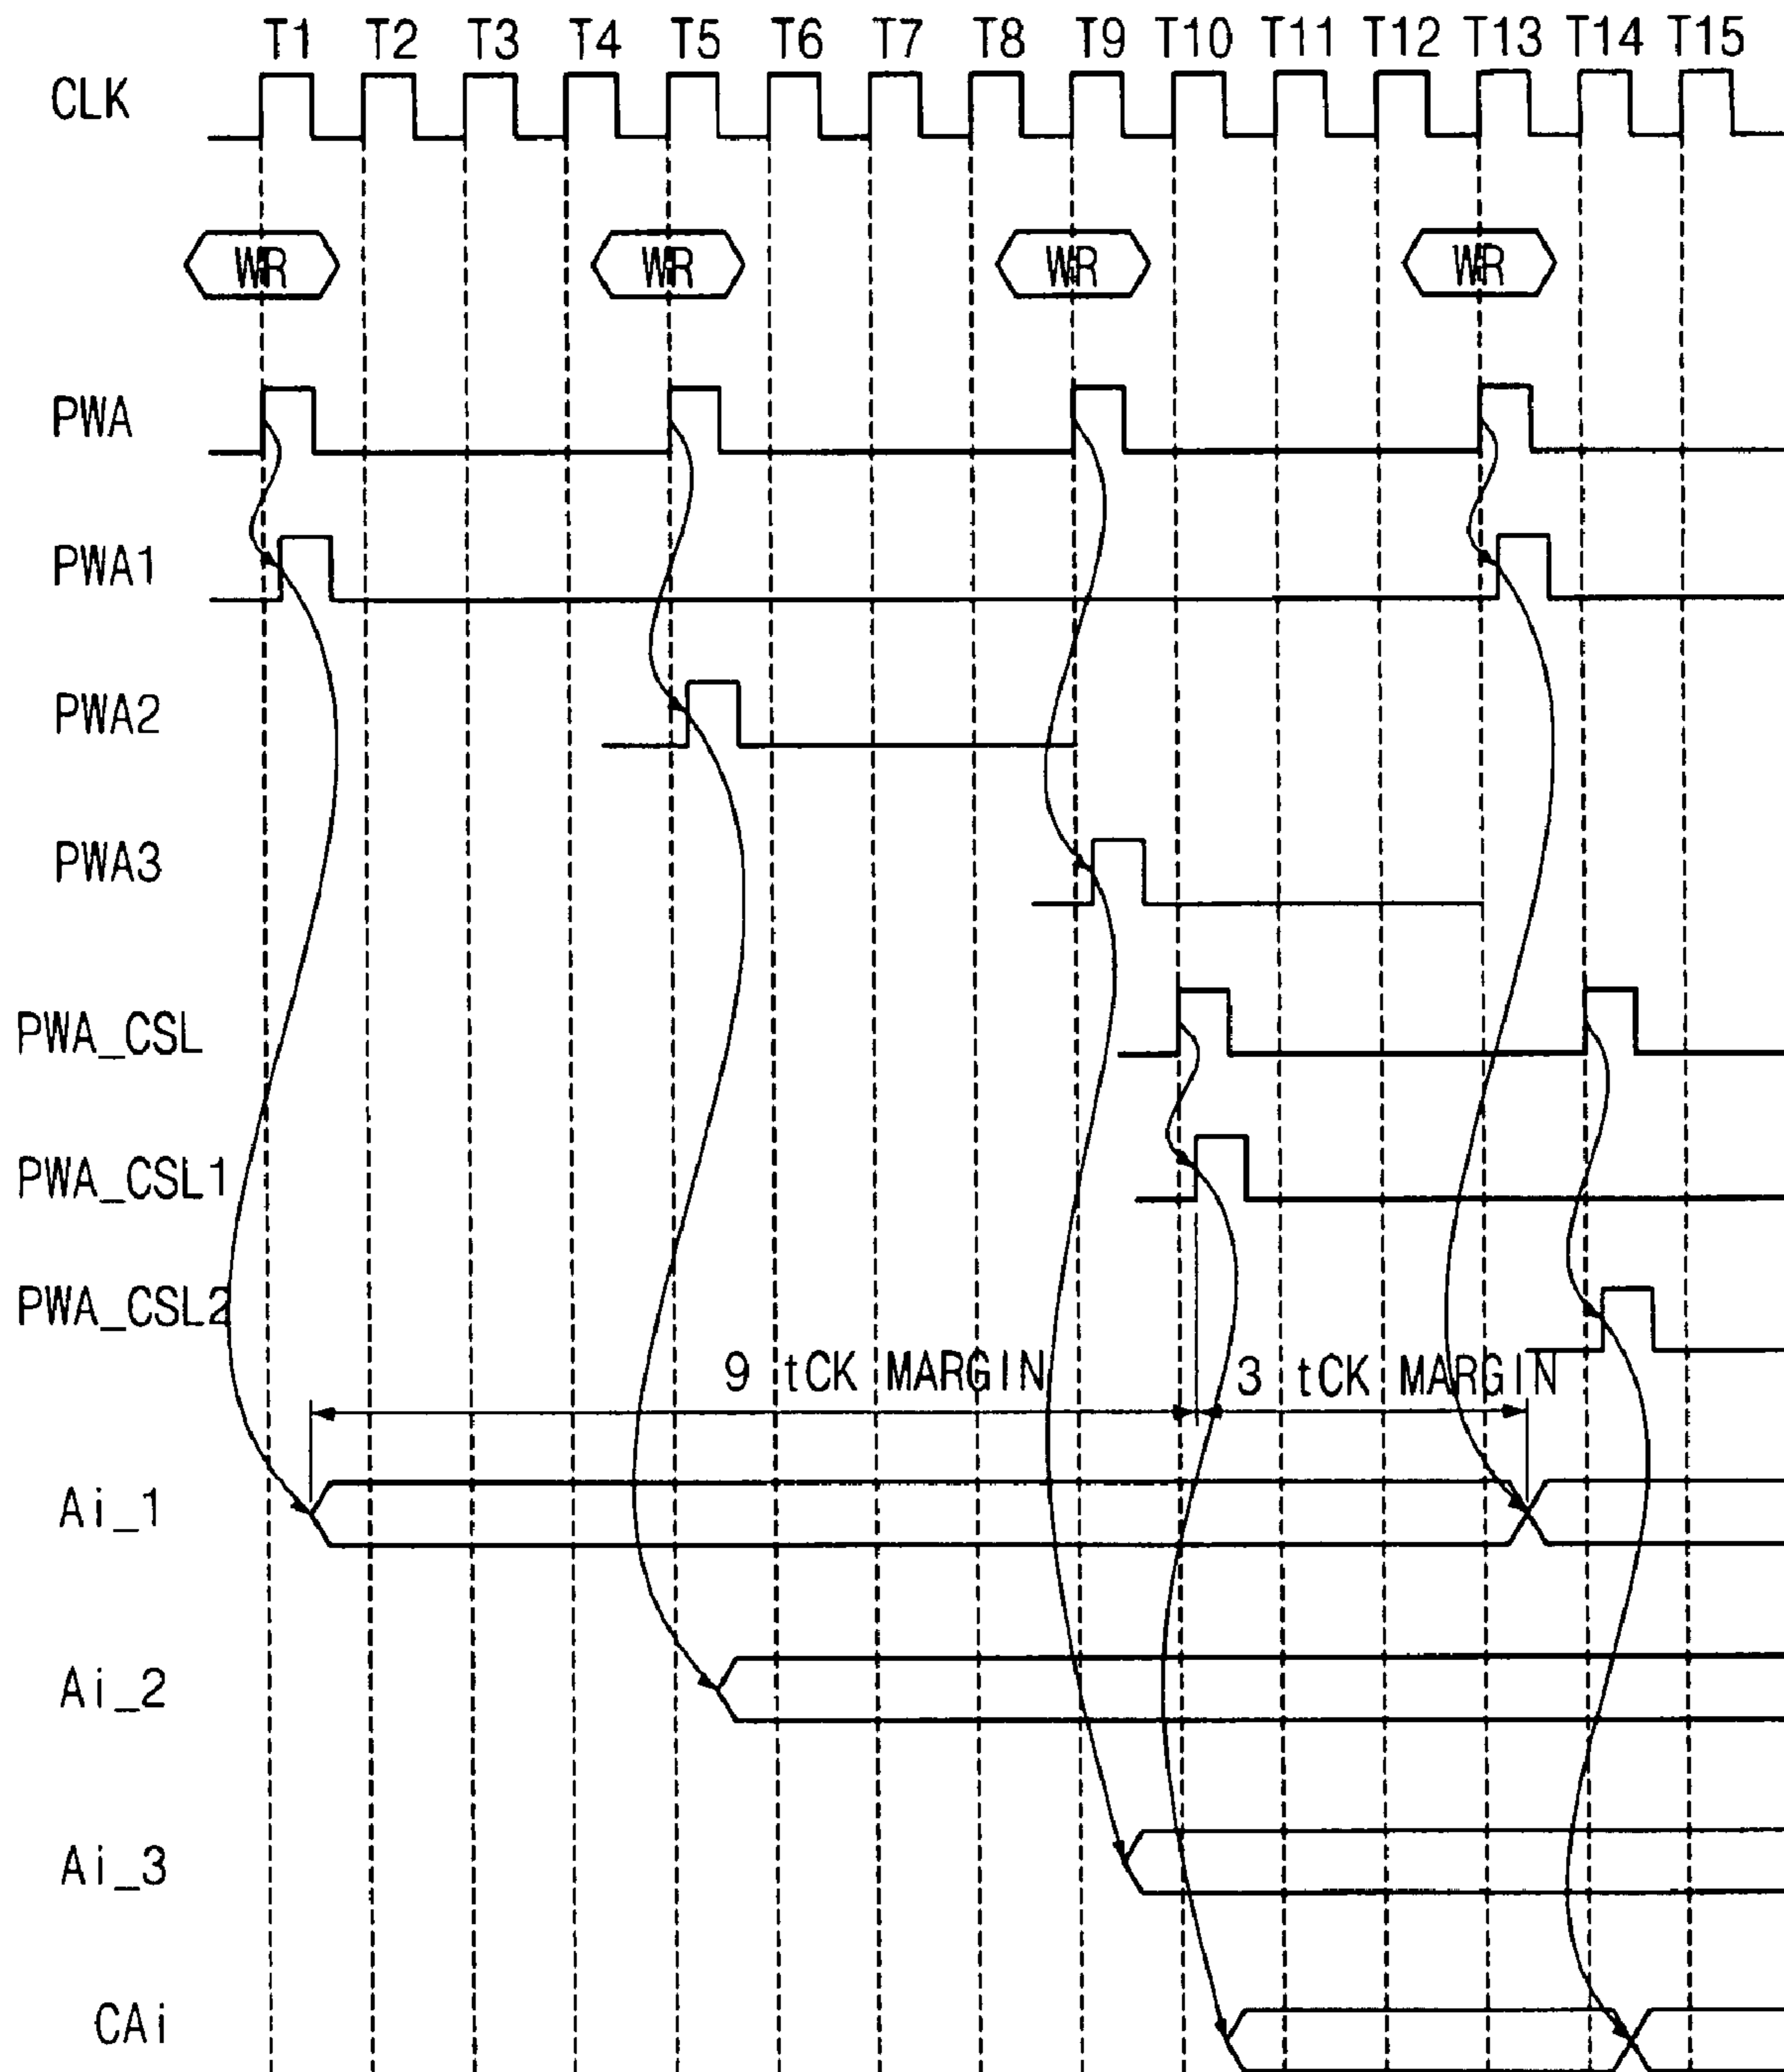 T1 T2 T3 T4 T5 T6 T7 T8 T9 T10 T11 T12 T13 T14 T15
CLK
WR WR WR WR
PWA
PWA1
PWA2
PWA3
PWA_CSL
PWA_CSL1
PWA_CSL2
9 tCK MARGIN 3 tCK MARGIN
Ai_1
Ai_2
Ai_3
CAi